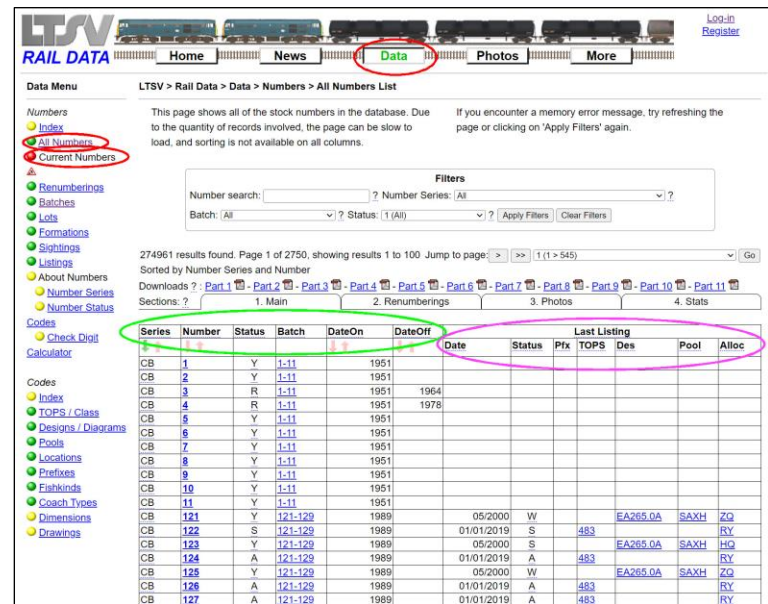 LTSV
RAIL DATA
Home
News
Data
Photos
More
Log-in
Register
Data Menu
Numbers
Index
All Numbers
Current Numbers
Renumberings
Batches
Lots
Formations
Sightings
Listings
About Numbers
Number Series
Number Status
Codes
Check Digit
Calculator
Codes
Index
TOPS / Class
Designs / Diagrams
Pools
Locations
Prefixes
Fishkinds
Coach Types
Dimensions
Drawings
LTSV > Rail Data > Data > Numbers > All Numbers List
This page shows all of the stock numbers in the database. Due
to the quantity of records involved, the page can be slow to
load, and sorting is not available on all columns.
If you encounter a memory error message, try refreshing the
page or clicking on 'Apply Filters' again.
Filters
Number search: ? Number Series: All ?
Batch: All ? Status: 1 (All) ? Apply Filters Clear Filters
274961 results found. Page 1 of 2750, showing results 1 to 100 Jump to page: > >> 1 (1 > 545) Go
Sorted by Number Series and Number
Downloads ? : Part 1 - Part 2 - Part 3 - Part 4 - Part 5 - Part 6 - Part 7 - Part 8 - Part 9 - Part 10 - Part 11
Sections: ? 1. Main 2. Renumberings 3. Photos 4. Stats
Series Number Status Batch DateOn DateOff Last Listing
Date Status Pfx TOPS Des Pool Alloc
CB 1 Y 1-11 1951
CB 2 Y 1-11 1951
CB 3 R 1-11 1951 1964
CB 4 R 1-11 1951 1978
CB 5 Y 1-11 1951
CB 6 Y 1-11 1951
CB 7 Y 1-11 1951
CB 8 Y 1-11 1951
CB 9 Y 1-11 1951
CB 10 Y 1-11 1951
CB 11 Y 1-11 1951
CB 121 Y 121-129 1989 05/2000 W EA265.0A SAXH ZQ
CB 122 S 121-129 1989 01/01/2019 S 483 RY
CB 123 Y 121-129 1989 05/2000 S EA265.0A SAXH HQ
CB 124 A 121-129 1989 01/01/2019 A 483 RY
CB 125 Y 121-129 1989 05/2000 W EA265.0A SAXH ZQ
CB 126 A 121-129 1989 01/01/2019 A 483 RY
CB 127 A 121-129 1989 01/01/2019 A 483 RY